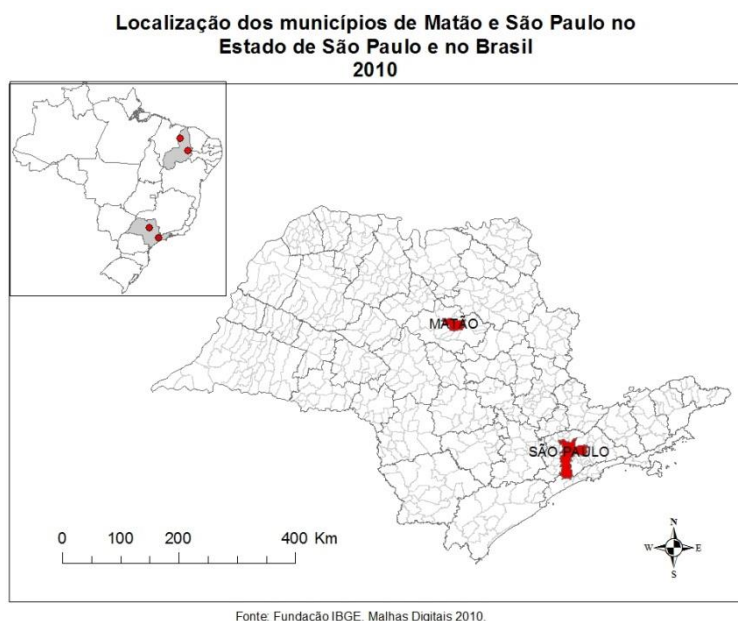 Localização dos municípios de Matão e São Paulo no
Estado de São Paulo e no Brasil
2010
MATÃO
SÃO PAULO
0 100 200 400 Km
N
W E
S
Fonte: Fundação IBGE. Malhas Digitais 2010.